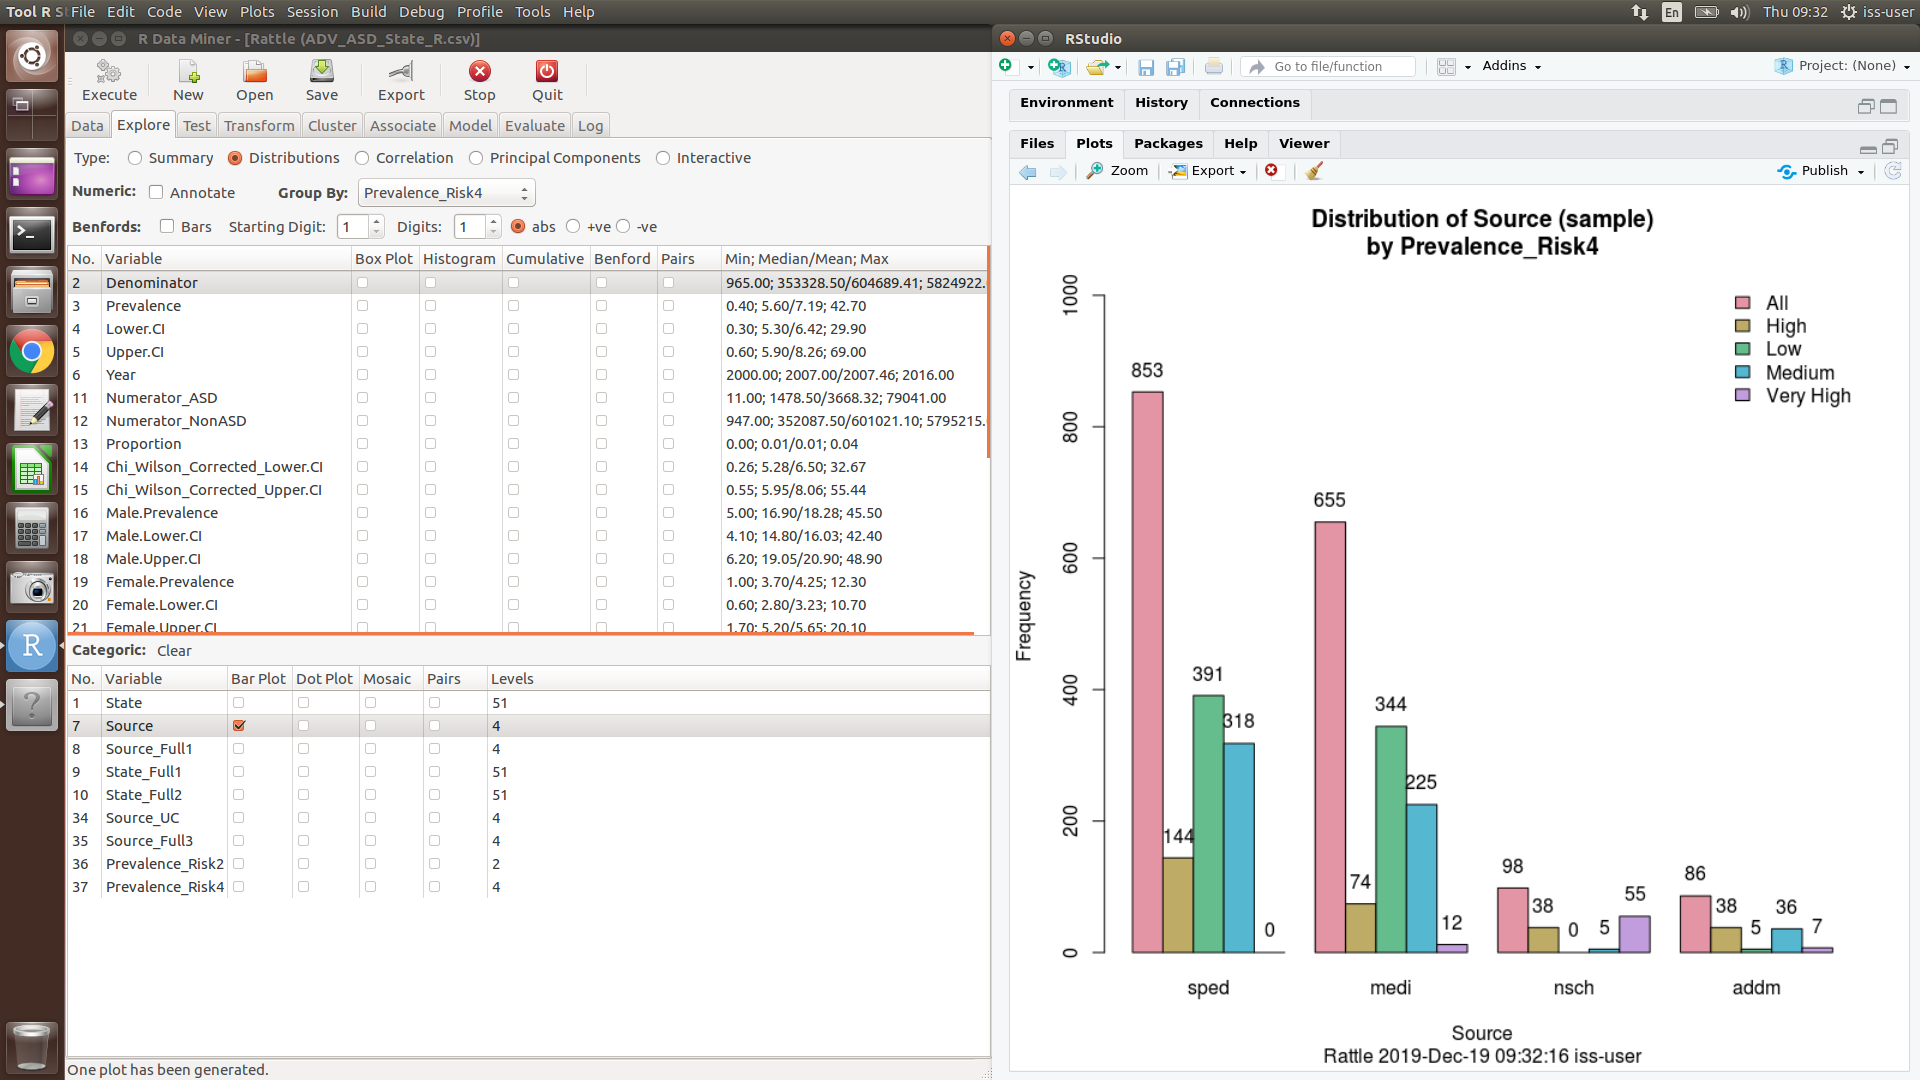 Tool R St File Edit Code View Plots Session Build Debug Profile Tools Help
En Thu 09:32 iss-user
R Data Miner - [Rattle (ADV_ASD_State_R.csv)]
Execute New Open Save Export Stop Quit
Data Explore Test Transform Cluster Associate Model Evaluate Log
Type: Summary Distributions Correlation Principal Components Interactive
Numeric: Annotate Group By: Prevalence_Risk4
Benfords: Bars Starting Digit: 1 Digits: 1 abs +ve -ve
No. Variable Box Plot Histogram Cumulative Benford Pairs Min; Median/Mean; Max
2 Denominator 965.00; 353328.50/604689.41; 5824922.
3 Prevalence 0.40; 5.60/7.19; 42.70
4 Lower.CI 0.30; 5.30/6.42; 29.90
5 Upper.CI 0.60; 5.90/8.26; 69.00
6 Year 2000.00; 2007.00/2007.46; 2016.00
11 Numerator_ASD 11.00; 1478.50/3668.32; 79041.00
12 Numerator_NonASD 947.00; 352087.50/601021.10; 5795215.
13 Proportion 0.00; 0.01/0.01; 0.04
14 Chi_Wilson_Corrected_Lower.CI 0.26; 5.28/6.50; 32.67
15 Chi_Wilson_Corrected_Upper.CI 0.55; 5.95/8.06; 55.44
16 Male.Prevalence 5.00; 16.90/18.28; 45.50
17 Male.Lower.CI 4.10; 14.80/16.03; 42.40
18 Male.Upper.CI 6.20; 19.05/20.90; 48.90
19 Female.Prevalence 1.00; 3.70/4.25; 12.30
20 Female.Lower.CI 0.60; 2.80/3.23; 10.70
21 Female.Upper.CI 1.70; 5.20/5.65; 20.10
Categoric: Clear
No. Variable Bar Plot Dot Plot Mosaic Pairs Levels
1 State 51
7 Source 4
8 Source_Full1 4
9 State_Full1 51
10 State_Full2 51
34 Source_UC 4
35 Source_Full3 4
36 Prevalence_Risk2 2
37 Prevalence_Risk4 4
One plot has been generated.
RStudio
Go to file/function Addins Project: (None)
Environment History Connections
Files Plots Packages Help Viewer
Zoom Export Publish
Distribution of Source (sample)
by Prevalence_Risk4
Frequency
1000
800
600
400
200
0
All
High
Low
Medium
Very High
853 144 391 318 0
655 74 344 225 12
98 38 0 5 55
86 38 5 36 7
sped medi nsch addm
Source
Rattle 2019-Dec-19 09:32:16 iss-user
R
?